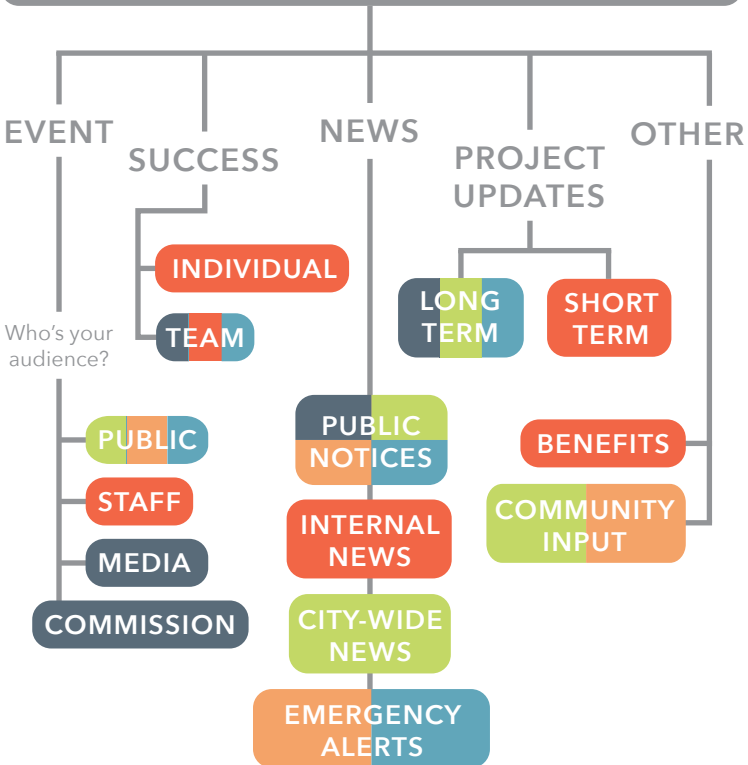 EVENT
SUCCESS
NEWS
PROJECT
UPDATES
OTHER
INDIVIDUAL
TEAM
LONG
TERM
SHORT
TERM
Who's your
audience?
PUBLIC
STAFF
MEDIA
COMMISSION
PUBLIC
NOTICES
INTERNAL
NEWS
CITY-WIDE
NEWS
EMERGENCY
ALERTS
BENEFITS
COMMUNITY
INPUT